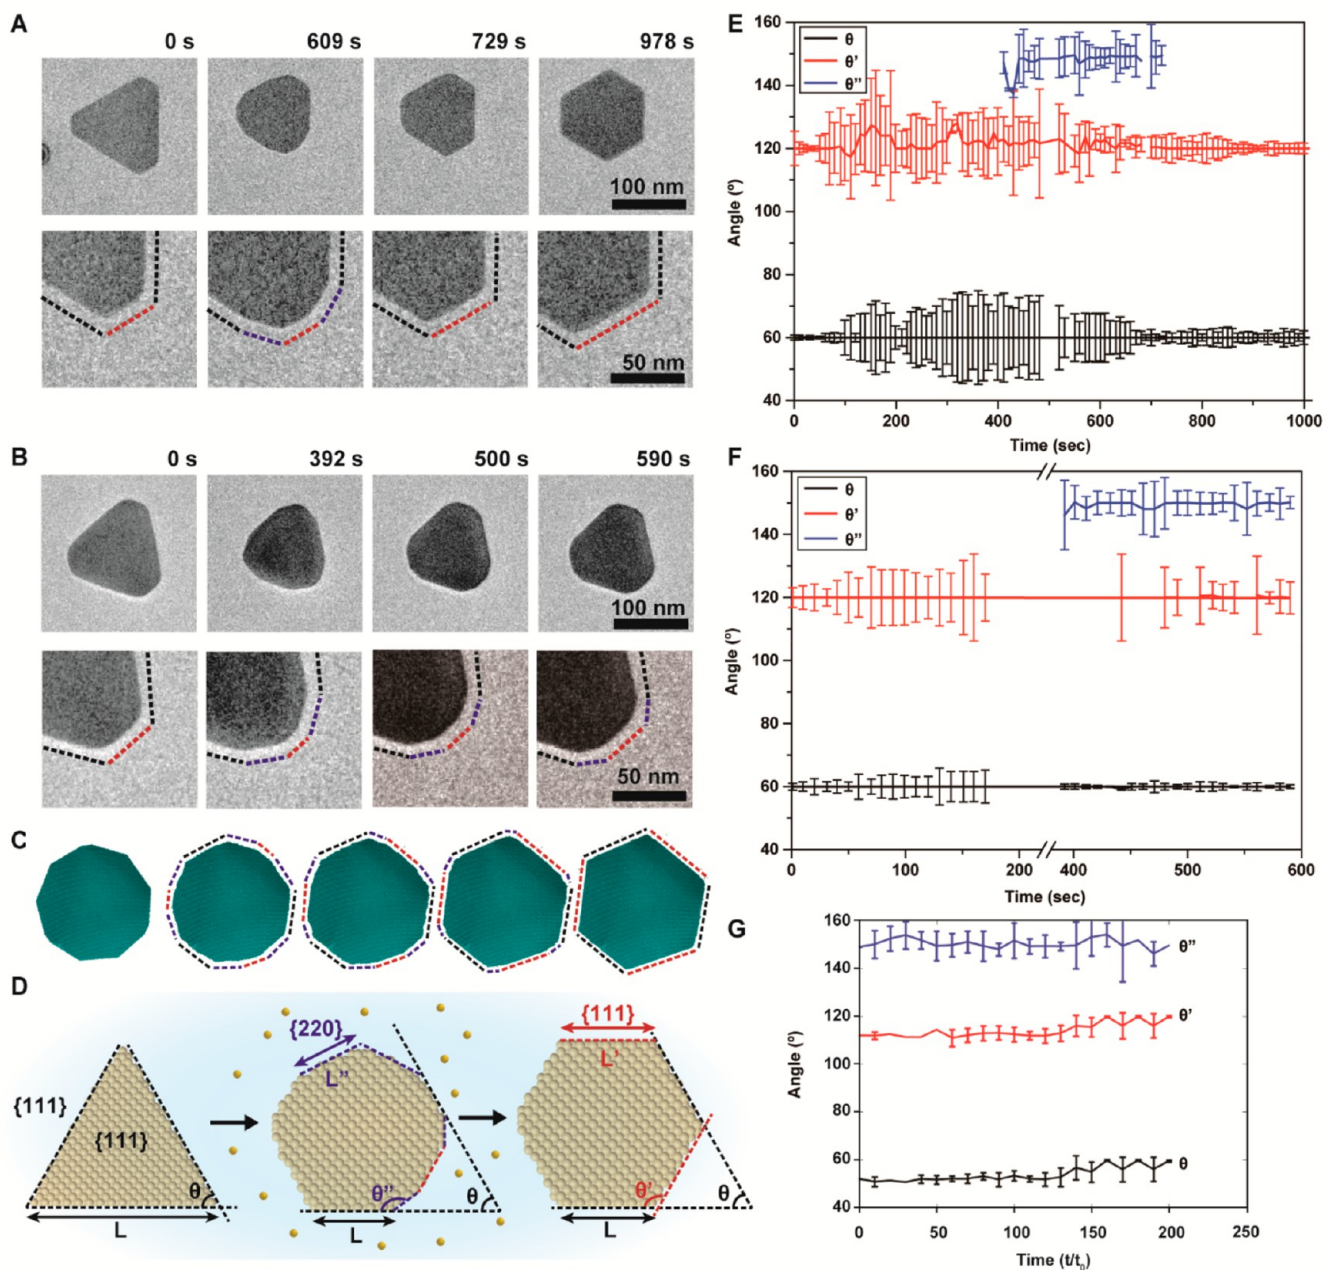 A
0 s 609 s 729 s 978 s
100 nm
50 nm
B
0 s 392 s 500 s 590 s
100 nm
50 nm
C
D
{111}
{111}
θ
L
{220}
L”
θ”
θ
L
{111}
L’
θ’
θ
L
E
160
140
120
100
80
60
40
Angle (º)
θ
θ’
θ”
0 200 400 600 800 1000
Time (sec)
F
160
140
120
100
80
60
40
Angle (º)
θ
θ’
θ”
0 100 200 400 500 600
Time (sec)
G
160
140
120
100
80
60
40
Angle (º)
θ”
θ’
θ
0 50 100 150 200 250
Time (t/t₀)